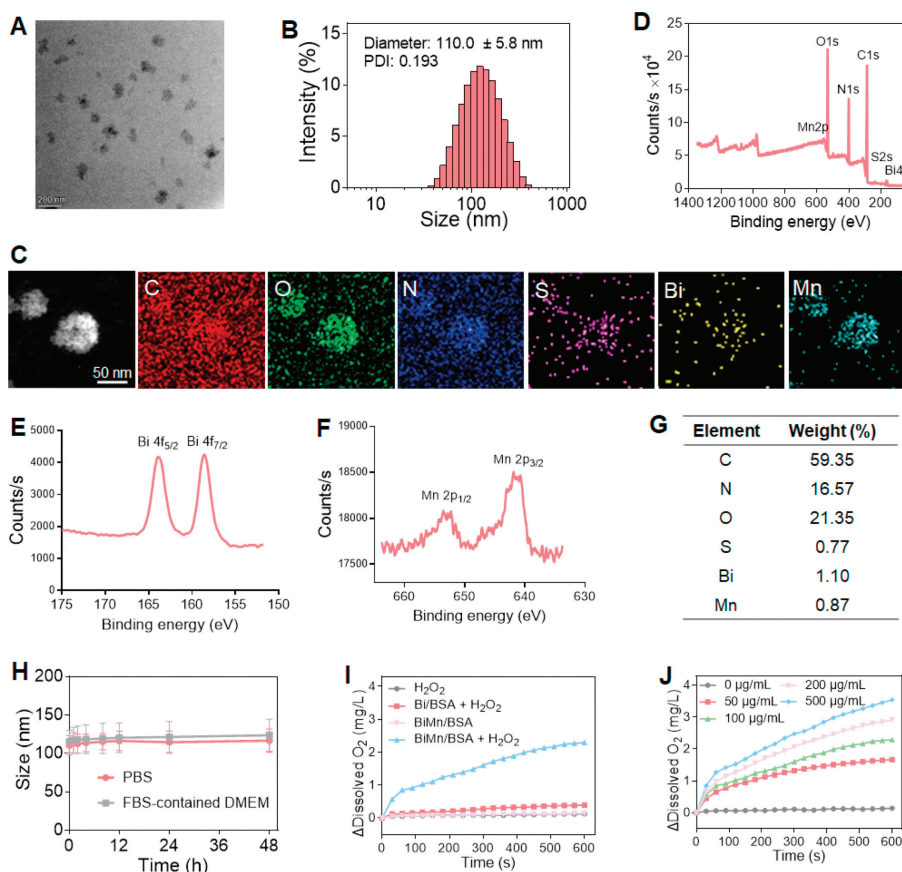 A
200 nm
B
Diameter: 110.0 ± 5.8 nm
PDI: 0.193
Intensity (%)
15
10
5
0
10 100 1000
Size (nm)
D
Counts/s ×10⁴
25
20
15
10
5
0
O1s
C1s
N1s
Mn2p
S2s
Bi4
1400 1200 1000 800 600 400 200
Binding energy (eV)
C
50 nm
C
O
N
S
Bi
Mn
E
Counts/s
5000
4000
3000
2000
1000
0
Bi 4f5/2 Bi 4f7/2
175 165 160 155 150
Binding energy (eV)
F
Counts/s
19000
18500
18000
17500
Mn 2p1/2
Mn 2p3/2
660 650 640 630
Binding energy (eV)
G
Element Weight (%)
C 59.35
N 16.57
O 21.35
S 0.77
Bi 1.10
Mn 0.87
H
Size (nm)
200
150
100
50
0
PBS
FBS-contained DMEM
0 12 24 36 48
Time (h)
I
ΔDissolved O₂ (mg/L)
4
3
2
1
0
H₂O₂
Bi/BSA + H₂O₂
BiMn/BSA
BiMn/BSA + H₂O₂
0 100 200 300 400 500 600
Time (s)
J
ΔDissolved O₂ (mg/L)
4
3
2
1
0
0 µg/mL 200 µg/mL
50 µg/mL 500 µg/mL
100 µg/mL
0 100 200 300 400 500 600
Time (s)